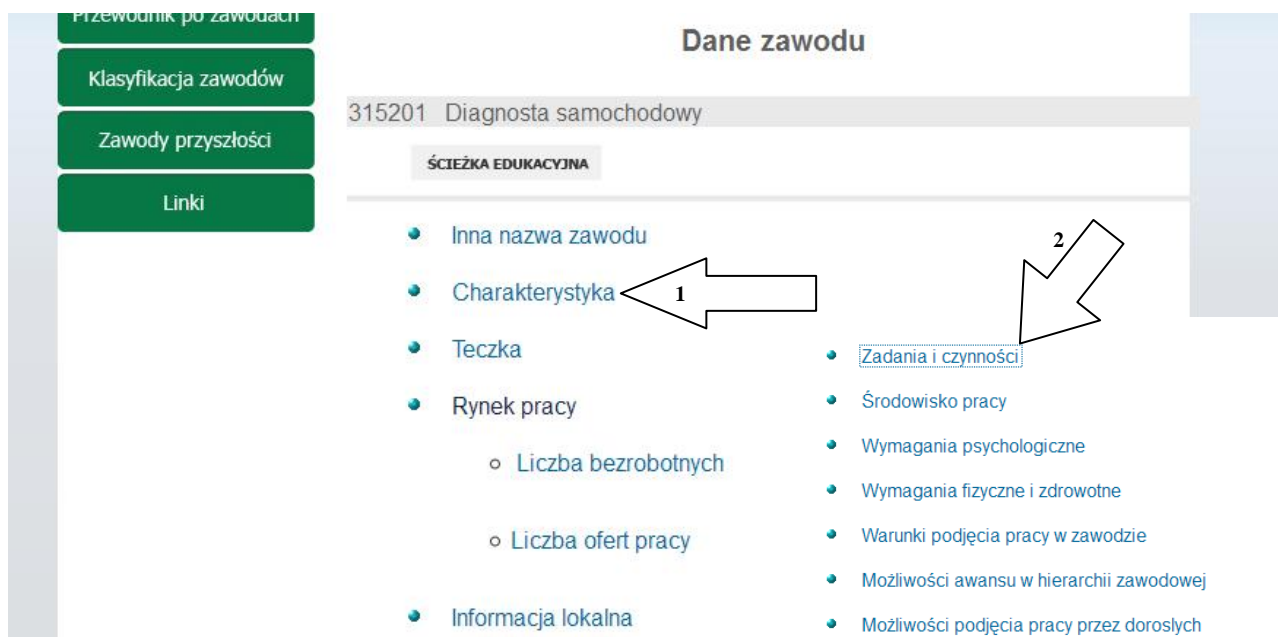 Przewodnik po zawodach
Klasyfikacja zawodów
Zawody przyszłości
Linki
Dane zawodu
315201 Diagnosta samochodowy
ŚCIEŻKA EDUKACYJNA
Inna nazwa zawodu
Charakterystyka
1
Teczka
Rynek pracy
Liczba bezrobotnych
Liczba ofert pracy
Informacja lokalna
2
Zadania i czynności
Środowisko pracy
Wymagania psychologiczne
Wymagania fizyczne i zdrowotne
Warunki podjęcia pracy w zawodzie
Możliwości awansu w hierarchii zawodowej
Możliwości podjęcia pracy przez doroslych